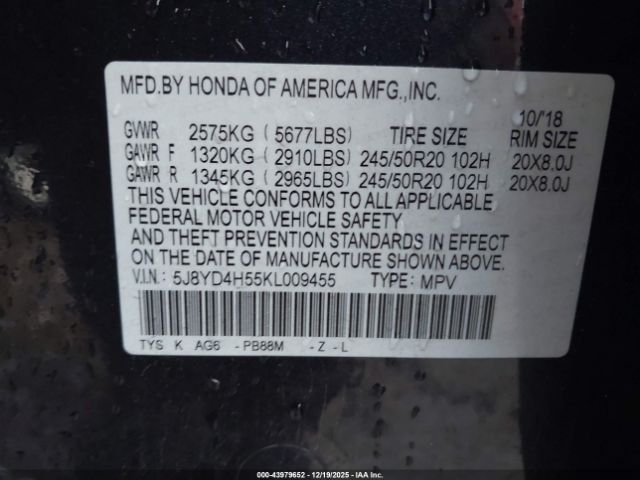 MFD.BY HONDA OF AMERICA MFG.,INC.
10/'18
GVWR 2575KG (5677LBS) TIRE SIZE RIM SIZE
GAWR F 1320KG (2910LBS) 245/50R20 102H 20X8.0J
GAWR R 1345KG (2965LBS) 245/50R20 102H 20X8.0J
THIS VEHICLE CONFORMS TO ALL APPLICABLE
FEDERAL MOTOR VEHICLE SAFETY
AND THEFT PREVENTION STANDARDS IN EFFECT
ON THE DATE OF MANUFACTURE SHOWN ABOVE.
V.I.N.: 5J8YD4H55KL009455 TYPE: MPV
TYS K AG6 -PB88M -Z -L
000-43979652 | 12/19/2025 - IAAI.COM